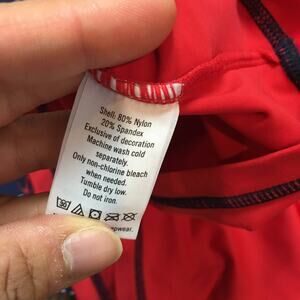 Shell: 80% Nylon
20% Spandex
Exclusive of decoration
Machine wash cold
separately.
Only non-chlorine bleach
when needed.
Tumble dry low.
Do not iron.
30